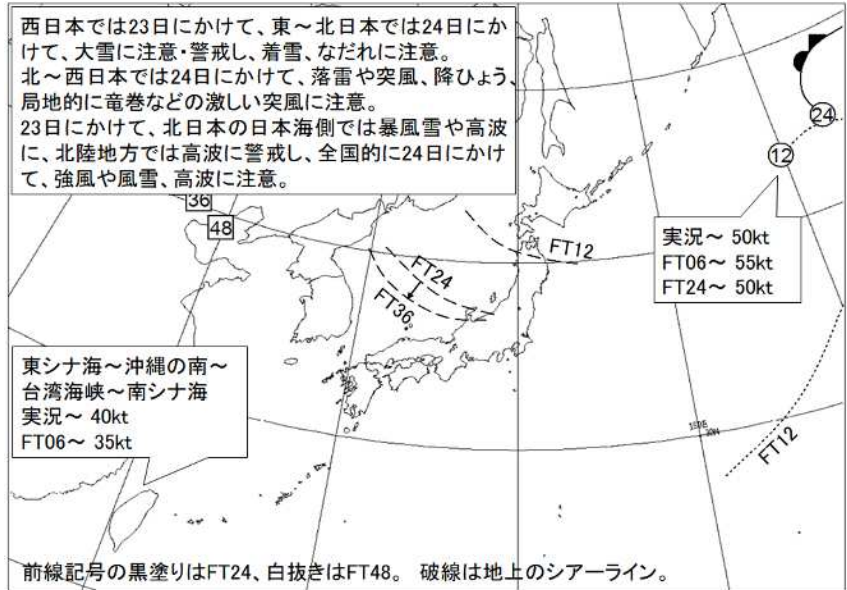 西日本では23日にかけて、東～北日本では24日にか
けて、大雪に注意・警戒し、着雪、なだれに注意。
北～西日本では24日にかけて、落雷や突風、降ひょう、
局地的に竜巻などの激しい突風に注意。
23日にかけて、北日本の日本海側では暴風雪や高波
に、北陸地方では高波に警戒し、全国的に24日にかけ
て、強風や風雪、高波に注意。
24
12
36
48
実況～ 50kt
FT06～ 55kt
FT24～ 50kt
FT12
FT24
FT36
東シナ海～沖縄の南～
台湾海峡～南シナ海
実況～ 40kt
FT06～ 35kt
150E
30N
FT12
前線記号の黒塗りはFT24、白抜きはFT48。 破線は地上のシアーライン。